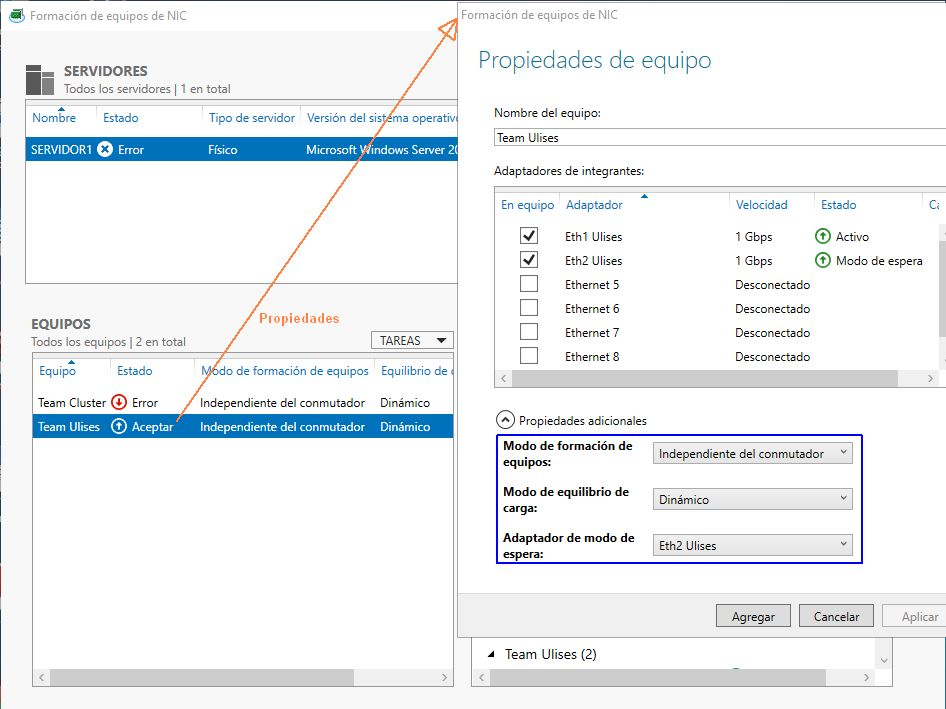 Formación de equipos de NIC
SERVIDORES
Todos los servidores | 1 en total
Nombre Estado Tipo de servidor Versión del sistema operativo
SERVIDOR1 Error Físico Microsoft Windows Server 20
Propiedades
EQUIPOS
Todos los equipos | 2 en total
TAREAS
Equipo Estado Modo de formación de equipos Equilibrio de c
Team Cluster Error Independiente del conmutador Dinámico
Team Ulises Aceptar Independiente del conmutador Dinámico
Formación de equipos de NIC
Propiedades de equipo
Nombre del equipo:
Team Ulises
Adaptadores de integrantes:
En equipo Adaptador Velocidad Estado Ca
Eth1 Ulises 1 Gbps Activo
Eth2 Ulises 1 Gbps Modo de espera
Ethernet 5 Desconectado
Ethernet 6 Desconectado
Ethernet 7 Desconectado
Ethernet 8 Desconectado
Propiedades adicionales
Modo de formación de
equipos:
Independiente del conmutador
Modo de equilibrio de
carga:
Dinámico
Adaptador de modo de
espera:
Eth2 Ulises
Agregar Cancelar Aplicar
Team Ulises (2)